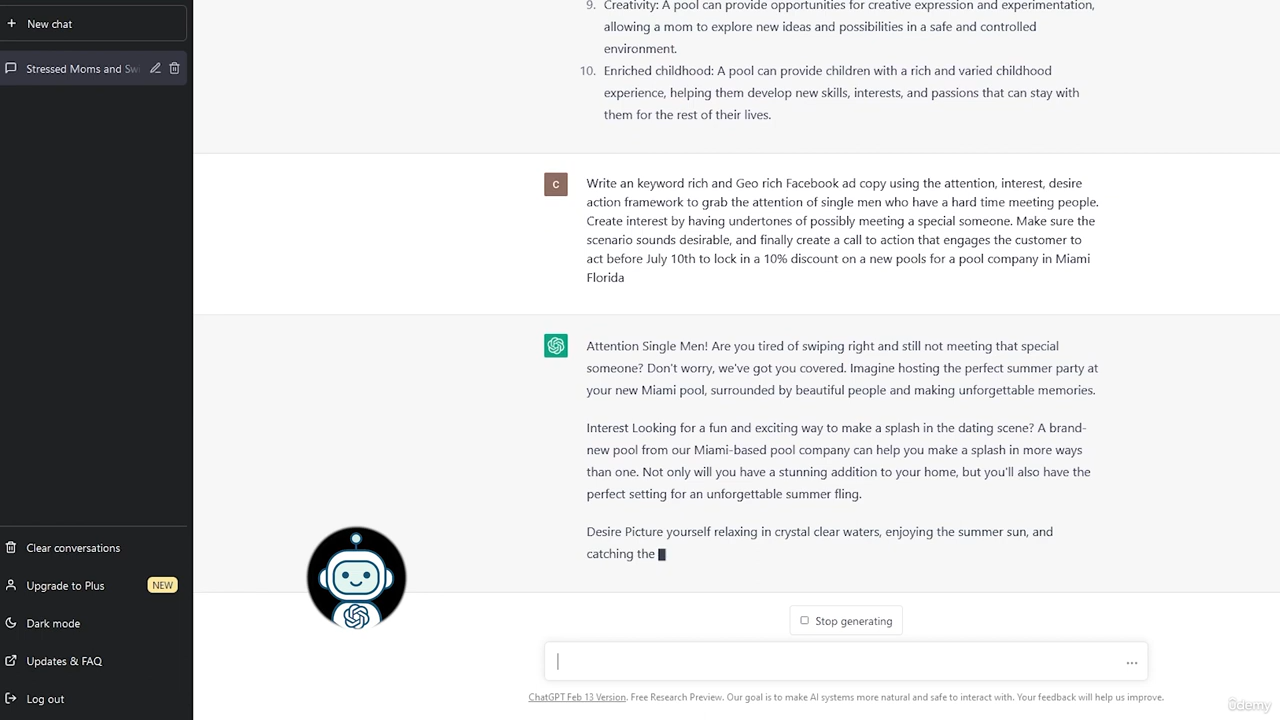 New chat
Stressed Moms and Swi
Clear conversations
Upgrade to Plus
NEW
Dark mode
Updates & FAQ
Log out
9. Creativity: A pool can provide opportunities for creative expression and experimentation,
allowing a mom to explore new ideas and possibilities in a safe and controlled
environment.
10. Enriched childhood: A pool can provide children with a rich and varied childhood
experience, helping them develop new skills, interests, and passions that can stay with
them for the rest of their lives.
C
Write an keyword rich and Geo rich Facebook ad copy using the attention, interest, desire
action framework to grab the attention of single men who have a hard time meeting people.
Create interest by having undertones of possibly meeting a special someone. Make sure the
scenario sounds desirable, and finally create a call to action that engages the customer to
act before July 10th to lock in a 10% discount on a new pools for a pool company in Miami
Florida
Attention Single Men! Are you tired of swiping right and still not meeting that special
someone? Don't worry, we've got you covered. Imagine hosting the perfect summer party at
your new Miami pool, surrounded by beautiful people and making unforgettable memories.
Interest Looking for a fun and exciting way to make a splash in the dating scene? A brand-
new pool from our Miami-based pool company can help you make a splash in more ways
than one. Not only will you have a stunning addition to your home, but you'll also have the
perfect setting for an unforgettable summer fling.
Desire Picture yourself relaxing in crystal clear waters, enjoying the summer sun, and
catching the
Stop generating
ChatGPT Feb 13 Version. Free Research Preview. Our goal is to make AI systems more natural and safe to interact with. Your feedback will help us improve.
ûdemy